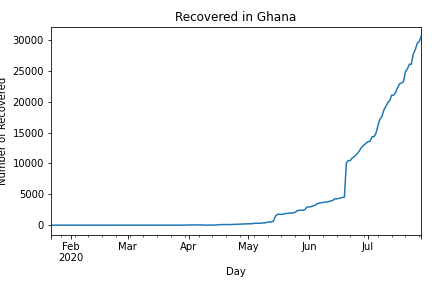 Recovered in Ghana
Number of Recovered
30000
25000
20000
15000
10000
5000
0
Feb
2020
Mar
Apr
May
Jun
Jul
Day